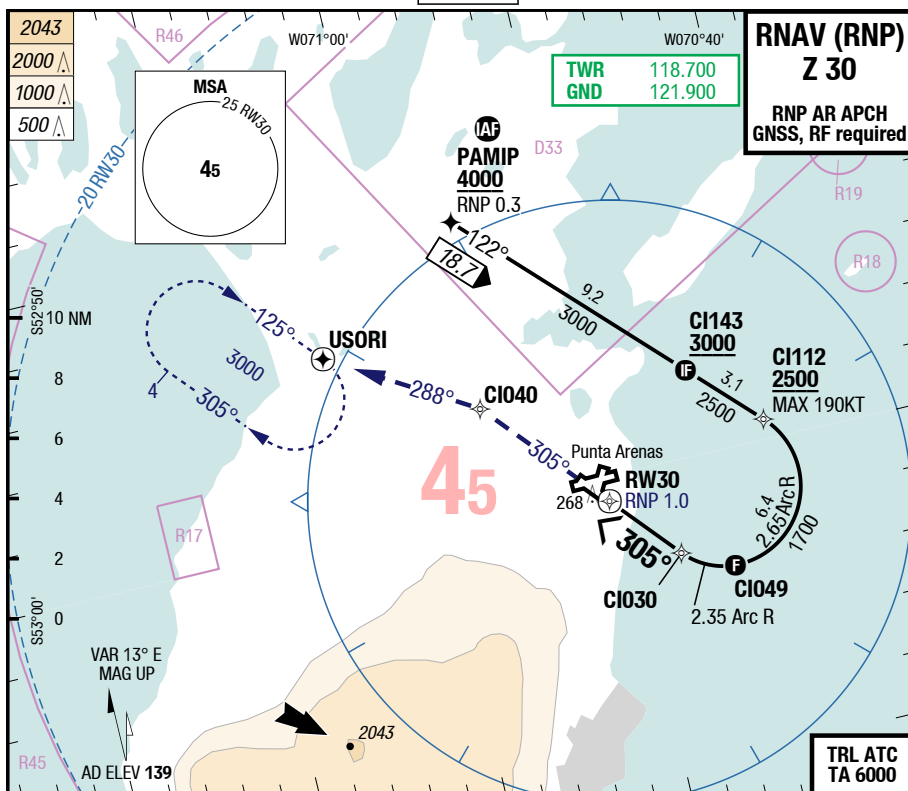 2043
2000
1000
500
R46
W071°00'
W070°40'
RNAV (RNP)
Z 30
RNP AR APCH
GNSS, RF required
TWR 118.700
GND 121.900
MSA
25 RW30
45
20 RW30
IAF
PAMIP
4000
RNP 0.3
D33
R19
R18
122°
18.7
9.2
3000
CI143
3000
IF
3.1
2500
CI112
2500
MAX 190KT
S52°50'
10 NM
8
6
4
2
0
S53°00'
125°
3000
4
305°
USORI
288°
CI040
305°
45
Punta Arenas
RW30
RNP 1.0
268
305°
6.4
2.65 Arc R
1700
F
CI049
CI030
2.35 Arc R
R17
VAR 13° E
MAG UP
2043
R45
AD ELEV 139
TRL ATC
TA 6000